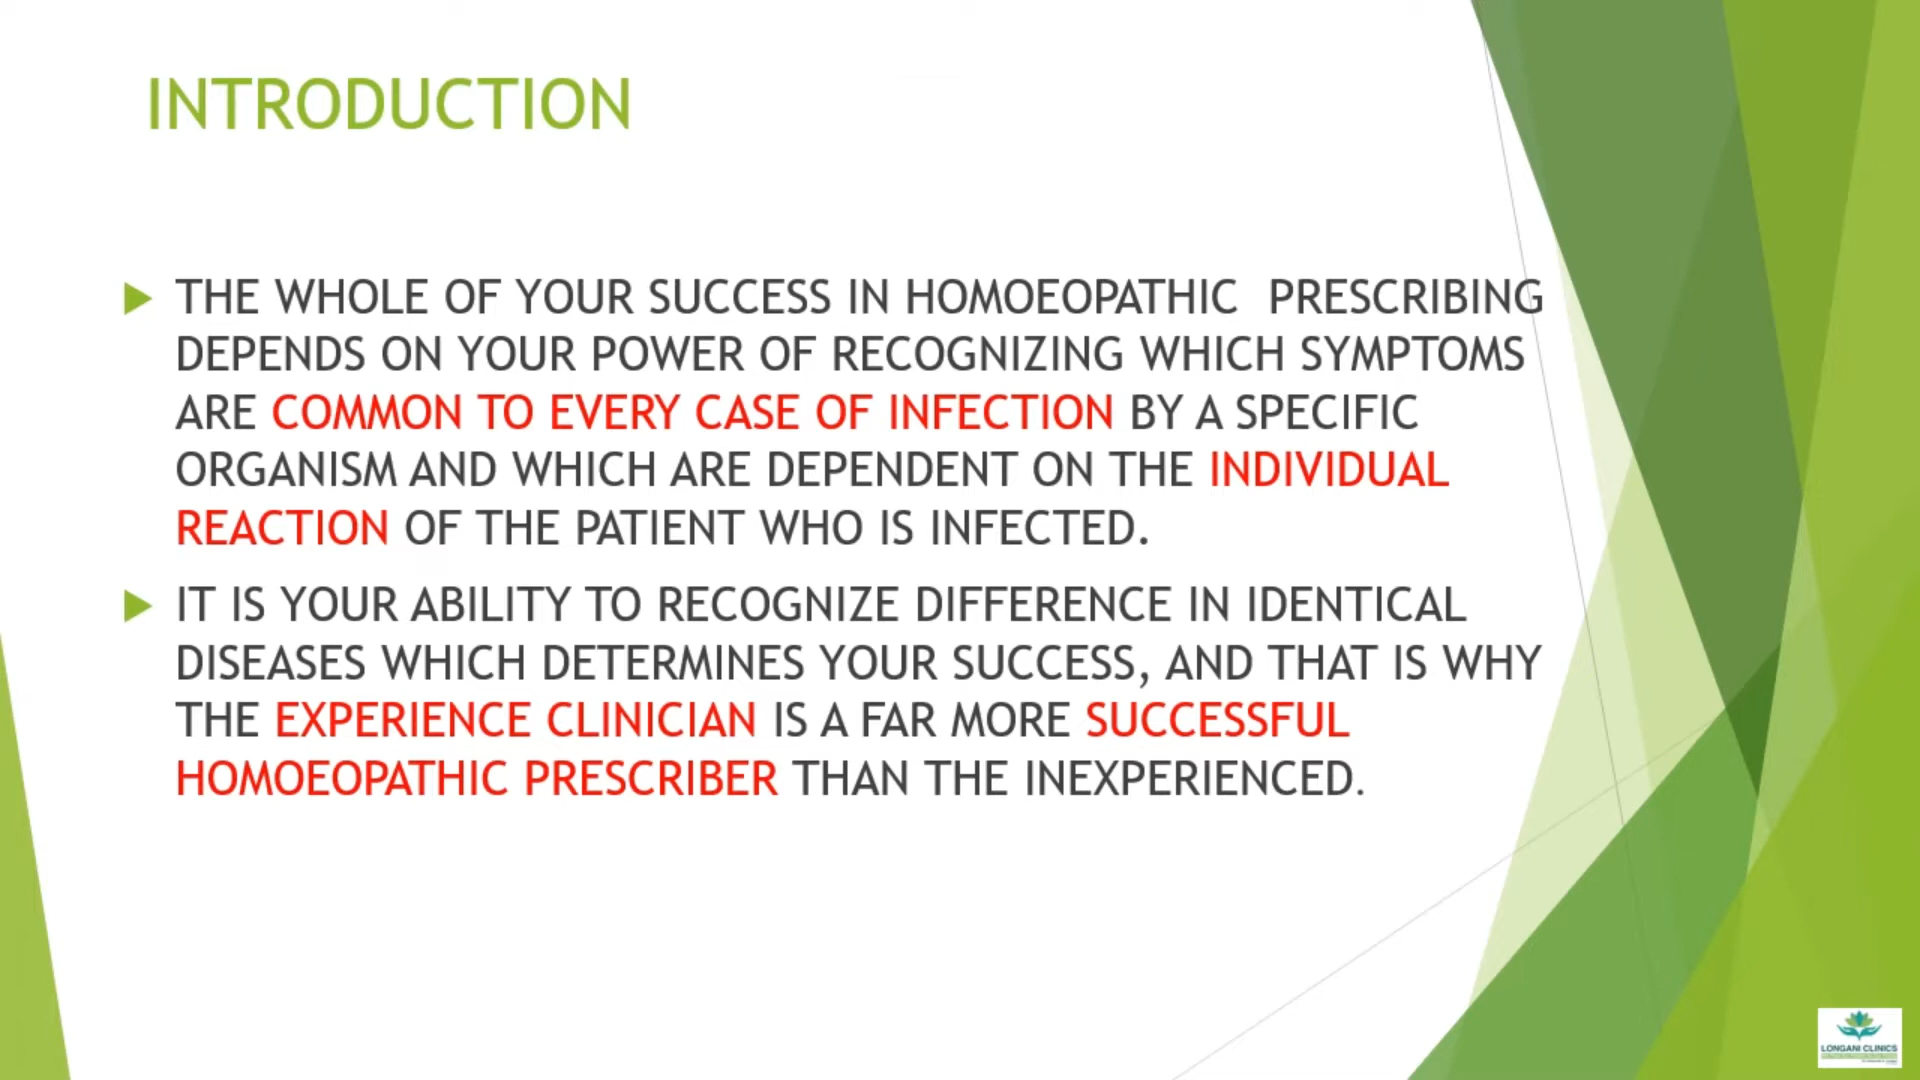 INTRODUCTION
THE WHOLE OF YOUR SUCCESS IN HOMOEOPATHIC PRESCRIBING
DEPENDS ON YOUR POWER OF RECOGNIZING WHICH SYMPTOMS
ARE COMMON TO EVERY CASE OF INFECTION BY A SPECIFIC
ORGANISM AND WHICH ARE DEPENDENT ON THE INDIVIDUAL
REACTION OF THE PATIENT WHO IS INFECTED.
IT IS YOUR ABILITY TO RECOGNIZE DIFFERENCE IN IDENTICAL
DISEASES WHICH DETERMINES YOUR SUCCESS, AND THAT IS WHY
THE EXPERIENCE CLINICIAN IS A FAR MORE SUCCESSFUL
HOMOEOPATHIC PRESCRIBER THAN THE INEXPERIENCED.
LONGANI CLINICS